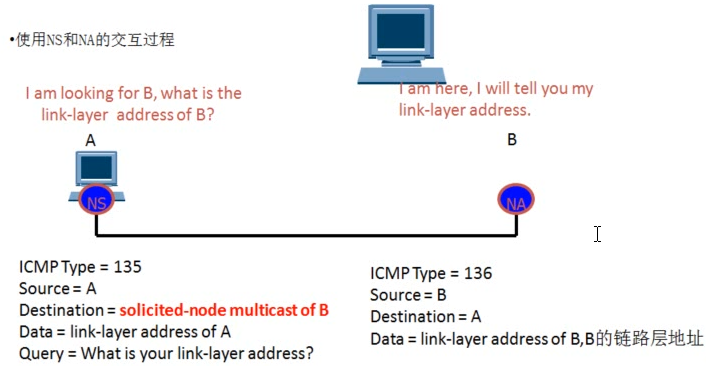 •使用NS和NA的交互过程
I am looking for B, what is the
link-layer address of B?
I am here, I will tell you my
link-layer address.
A
B
NS
NA
ICMP Type = 135
Source = A
Destination = solicited-node multicast of B
Data = link-layer address of A
Query = What is your link-layer address?
ICMP Type = 136
Source = B
Destination = A
Data = link-layer address of B,B的链路层地址